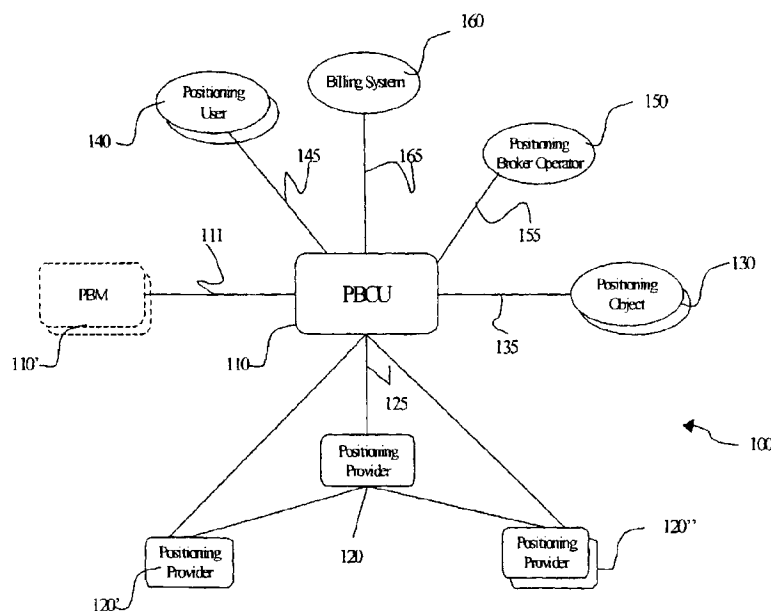 160
Billing System
Positioning
User
140
150
Positioning
Broker Operator
145
165
155
111
130
PBM
PBCU
Positioning
Object
110'
110
135
125
100
Positioning
Provider
120
120''
Positioning
Provider
Positioning
Provider
120'